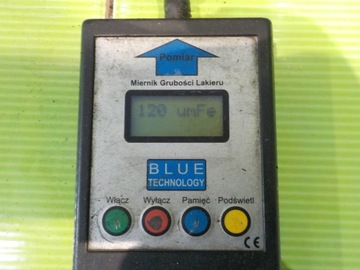 Pomiar
Miernik Grubości Lakieru
120 umFe
BLUE
TECHNOLOGY
Włącz Wyłącz Pamięć Podświetl
CE